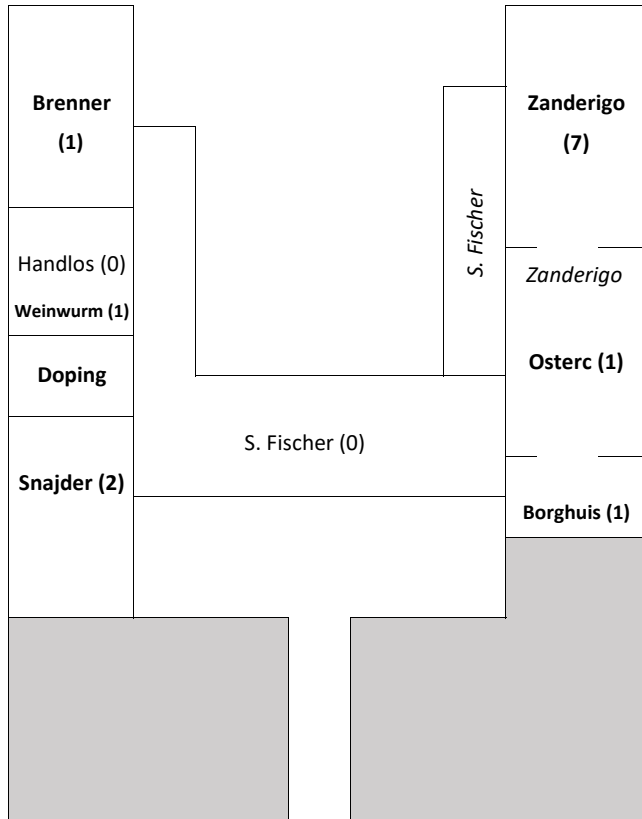 Brenner
(1)
Handlos (0)
Weinwurm (1)
Doping
Snajder (2)
S. Fischer (0)
S. Fischer
Zanderigo
(7)
Zanderigo
Osterc (1)
Borghuis (1)